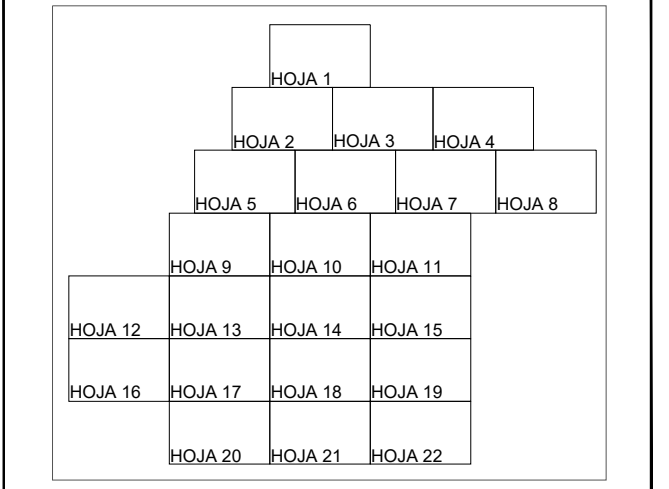 HOJA 1
HOJA 2 HOJA 3 HOJA 4
HOJA 5 HOJA 6 HOJA 7 HOJA 8
HOJA 9 HOJA 10 HOJA 11
HOJA 12 HOJA 13 HOJA 14 HOJA 15
HOJA 16 HOJA 17 HOJA 18 HOJA 19
HOJA 20 HOJA 21 HOJA 22